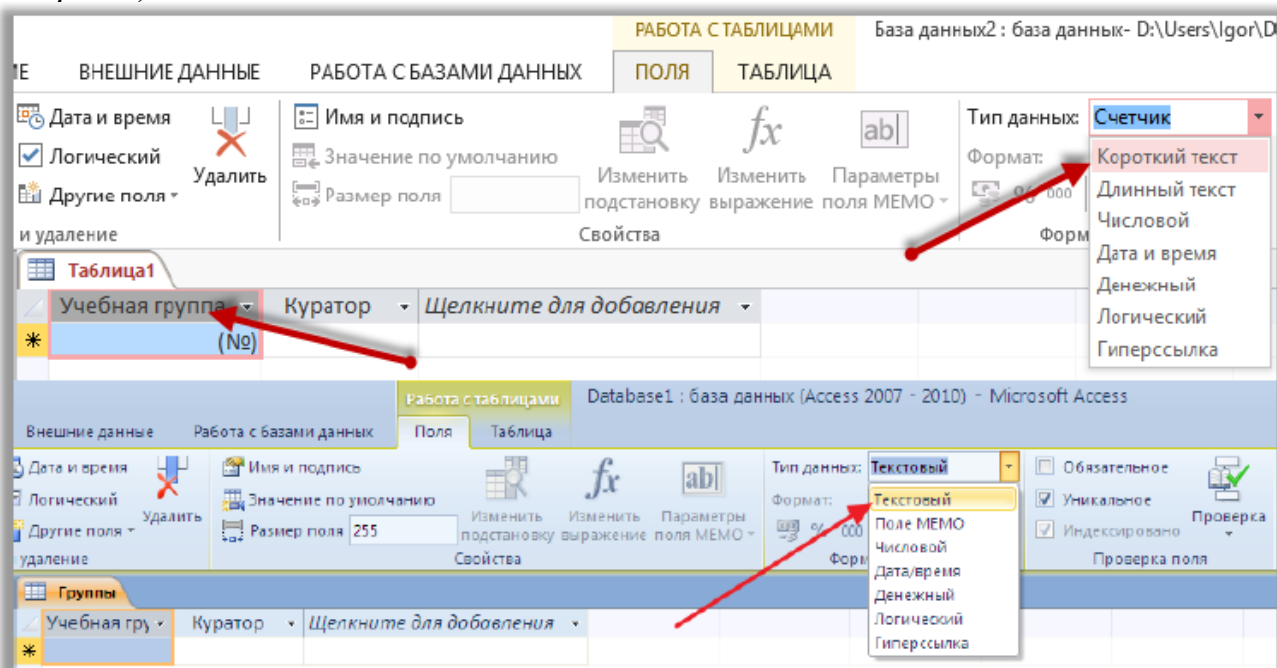 РАБОТА С ТАБЛИЦАМИ База данных2 : база данных- D:\Users\Igor\D
ВНЕШНИЕ ДАННЫЕ РАБОТА С БАЗАМИ ДАННЫХ ПОЛЯ ТАБЛИЦА
Дата и время
Логический
Другие поля
Удалить
и удаление
Имя и подпись
Значение по умолчанию
Размер поля
Изменить подстановку
Изменить выражение
Параметры поля МЕМО
Свойства
Тип данных: Счетчик
Формат:
% 000
Форм
Короткий текст
Длинный текст
Числовой
Дата и время
Денежный
Логический
Гиперссылка
Таблица1
Учебная группа Куратор Щелкните для добавления
(№)
Работа с таблицами Database1 : база данных (Access 2007 - 2010) - Microsoft Access
Внешние данные Работа с базами данных Поля Таблица
Дата и время
Логический
Другие поля
Удалить
удаление
Имя и подпись
Значение по умолчанию
Размер поля 255
Изменить подстановку
Изменить выражение
Параметры поля МЕМО
Свойства
Тип данных: Текстовый
Формат:
% 000
Форм
Текстовый
Поле МЕМО
Числовой
Дата/время
Денежный
Логический
Гиперссылка
Обязательное
Уникальное
Индексировано
Проверка
Проверка поля
Группы
Учебная гру Куратор Щелкните для добавления